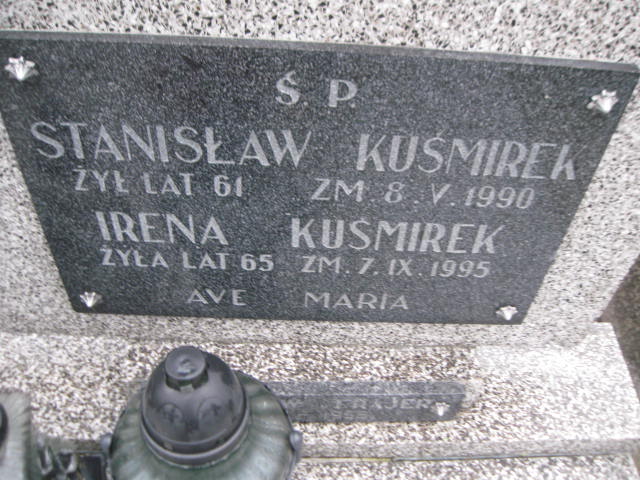 Ś. P.
STANISŁAW KUŚMIREK
ŻYŁ LAT 61 ZM. 8. V. 1990
IRENA KUŚMIREK
ŻYŁA LAT 65 ZM. 7. IX. 1995
AVE MARIA